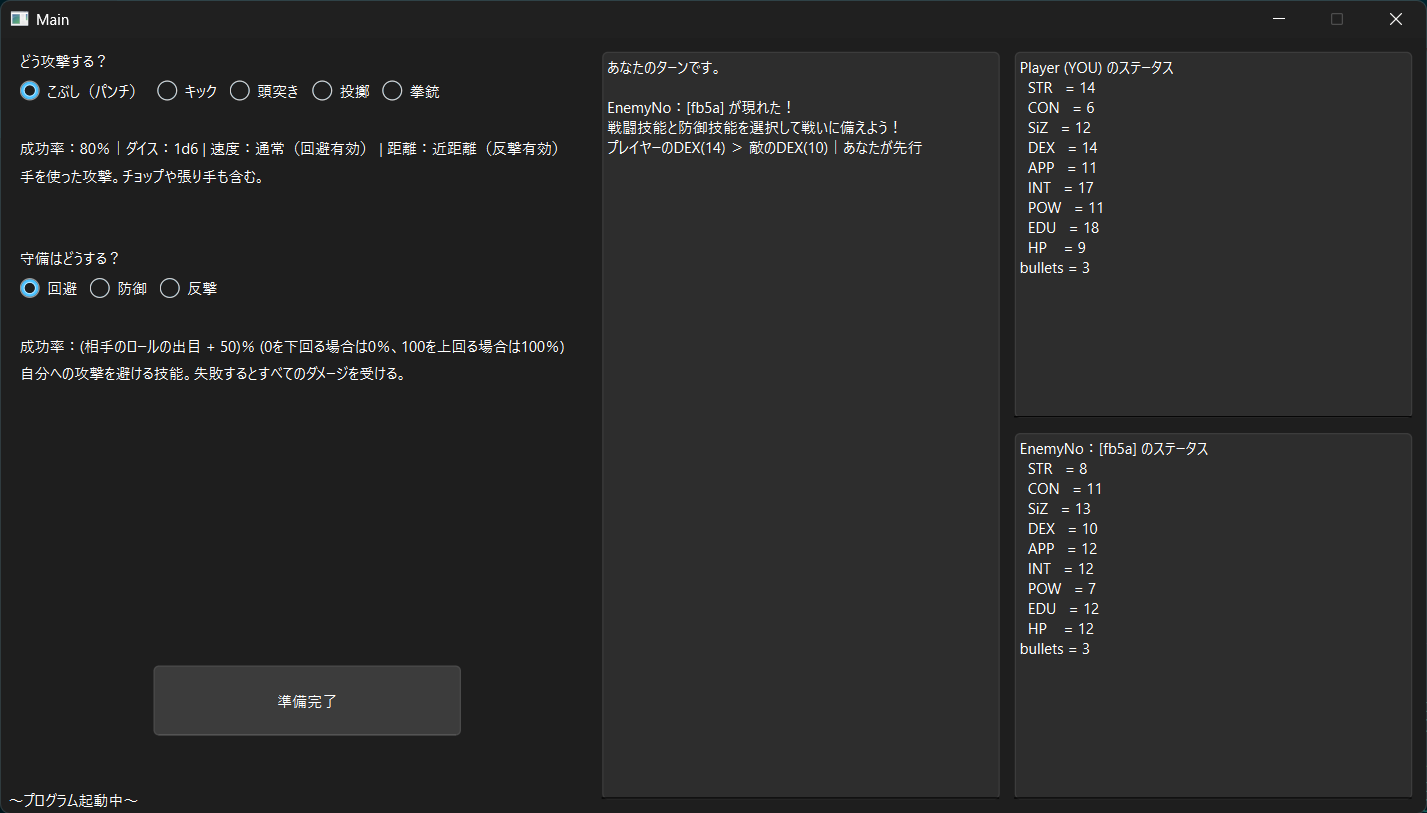 Main
どう攻撃する？
こぶし（パンチ） キック 頭突き 投擲 拳銃
成功率：80%｜ダイス：1d6 | 速度：通常（回避有効） | 距離：近距離（反撃有効）
手を使った攻撃。チョップや張り手も含む。
守備はどうする？
回避 防御 反撃
成功率：(相手のロールの出目 + 50)% (0を下回る場合は0%、100を上回る場合は100%)
自分への攻撃を避ける技能。失敗するとすべてのダメージを受ける。
準備完了
～プログラム起動中～
あなたのターンです。
EnemyNo：[fb5a] が現れた！
戦闘技能と防御技能を選択して戦いに備えよう！
プレイヤーのDEX(14) ＞ 敵のDEX(10)｜あなたが先行
Player (YOU) のステータス
STR = 14
CON = 6
SiZ = 12
DEX = 14
APP = 11
INT = 17
POW = 11
EDU = 18
HP = 9
bullets = 3
EnemyNo：[fb5a] のステータス
STR = 8
CON = 11
SiZ = 13
DEX = 10
APP = 12
INT = 12
POW = 7
EDU = 12
HP = 12
bullets = 3